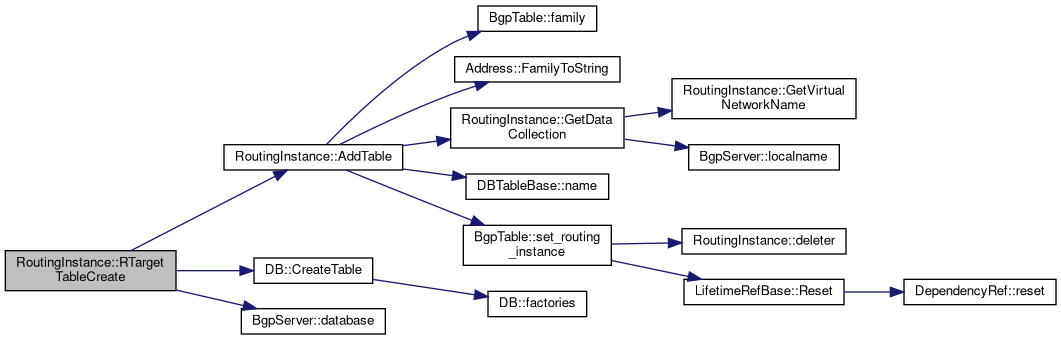 BgpTable::family
Address::FamilyToString
RoutingInstance::GetVirtual
NetworkName
RoutingInstance::GetData
Collection
RoutingInstance::AddTable
BgpServer::localname
DBTableBase::name
BgpTable::set_routing
_instance
RoutingInstance::deleter
RoutingInstance::RTarget
TableCreate
DB::CreateTable
LifetimeRefBase::Reset
DependencyRef::reset
DB::factories
BgpServer::database